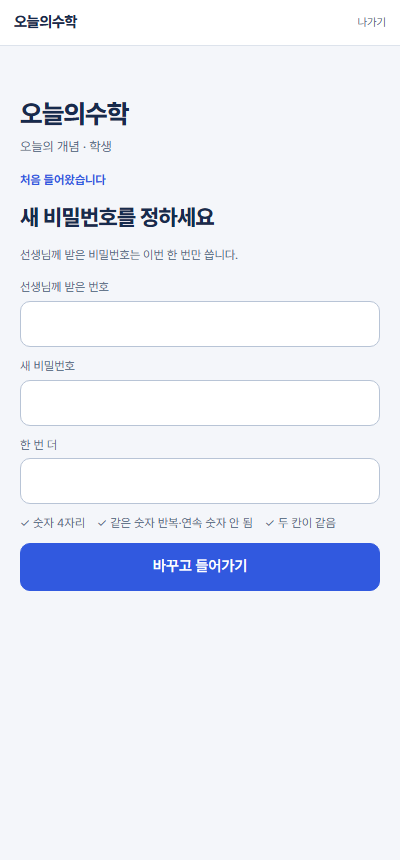 오늘의수학
나가기
오늘의수학
오늘의 개념 · 학생
처음 들어왔습니다
새 비밀번호를 정하세요
선생님께 받은 비밀번호는 이번 한 번만 씁니다.
선생님께 받은 번호
새 비밀번호
한 번 더
✓ 숫자 4자리 ✓ 같은 숫자 반복·연속 숫자 안 됨 ✓ 두 칸이 같음
바꾸고 들어가기